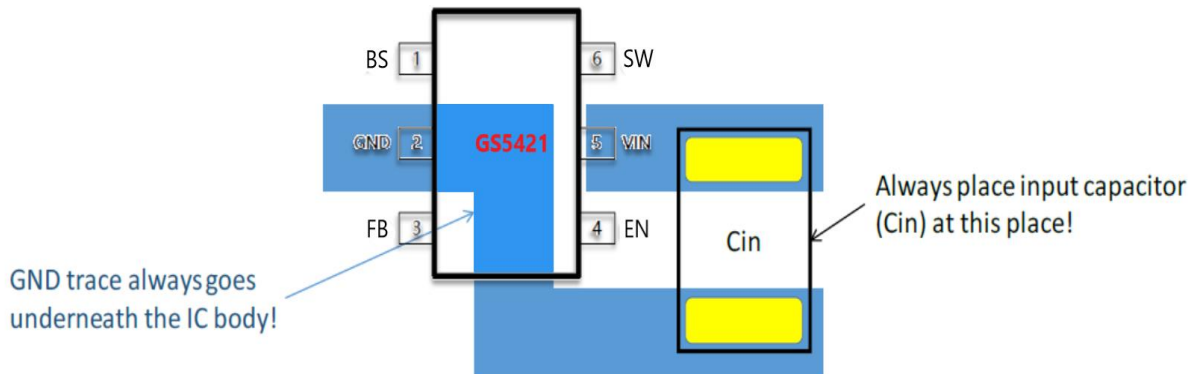 BS 1 6 SW
GND 2 GS5421 5 VIN
FB 3 4 EN
Cin
Always place input capacitor
(Cin) at this place!
GND trace always goes
underneath the IC body!